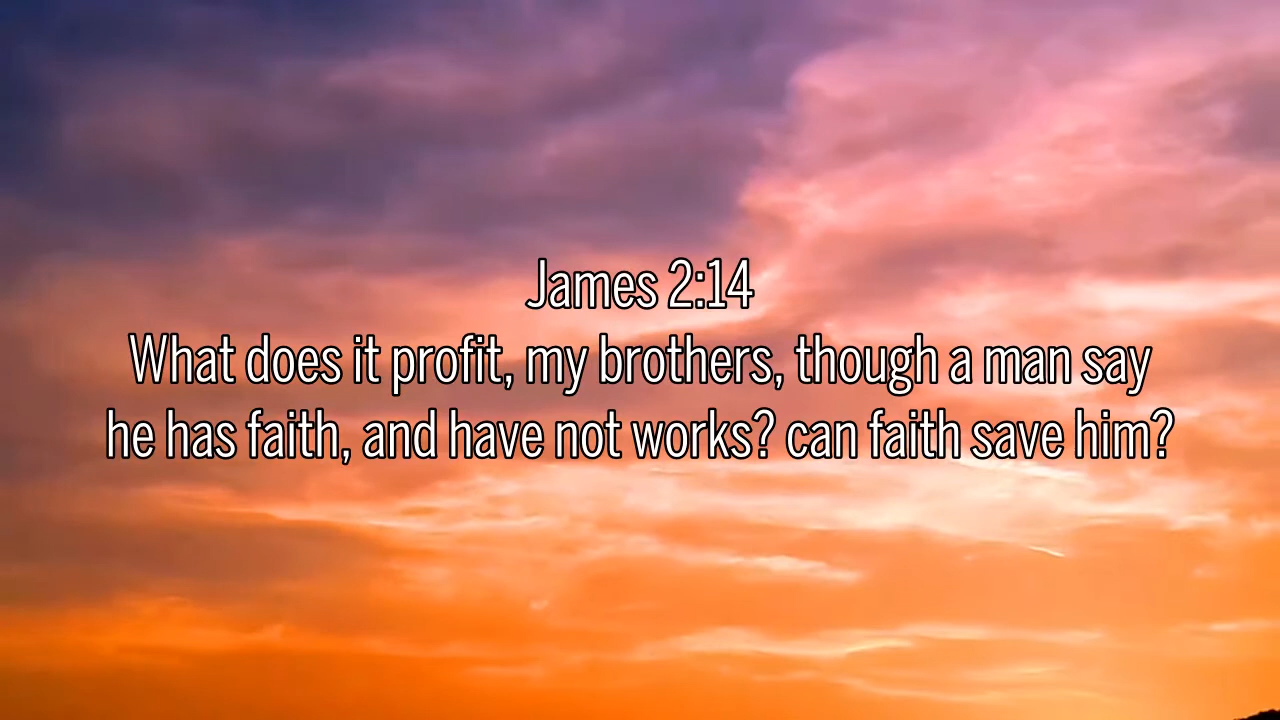 James 2:14
What does it profit, my brothers, though a man say
he has faith, and have not works? can faith save him?